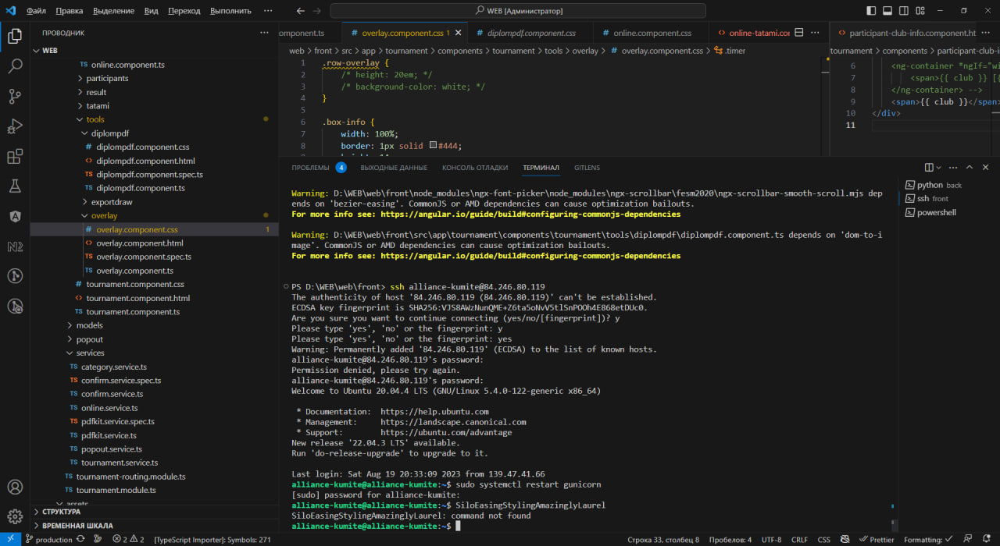 Файл Правка Выделение Вид Переход Выполнить ··· WEB [Администратор]
ПРОВОДНИК ···
WEB
TS online.component.ts
participants
result
tatami
tools
diplompdf
# diplompdf.component.css
<> diplompdf.component.html
TS diplompdf.component.spec.ts
TS diplompdf.component.ts
exportdraw
overlay
# overlay.component.css 1
<> overlay.component.html
TS overlay.component.spec.ts
TS overlay.component.ts
# tournament.component.css
<> tournament.component.html
TS tournament.component.ts
models
popout
services
TS category.service.ts
TS confirm.service.spec.ts
TS confirm.service.ts
TS online.service.ts
TS pdfkit.service.spec.ts
TS pdfkit.service.ts
TS popout.service.ts
TS tournament.service.ts
TS tournament-routing.module.ts
TS tournament.module.ts
assets
СТРУКТУРА
ВРЕМЕННАЯ ШКАЛА
omponent.ts # overlay.component.css 1 # diplompdf.component.css # online.component.css <> online-tatami.cor ···
web > front > src > app > tournament > components > tournament > tools > overlay > # overlay.component.css > .timer
1 .row-overlay {
2 /* height: 20em; */
3 /* background-color: white; */
4 }
5
6 .box-info {
7 width: 100%;
8 border: 1px solid #444;
<> participant-club-info.component.ht ···
tournament > components > participant-club-i
6 <ng-container *ngIf="wi
7 <span>{{ club }} [{
8 </ng-container> -->
9 <span>{{ club }}</span>
10 </div>
11
ПРОБЛЕМЫ 4 ВЫХОДНЫЕ ДАННЫЕ КОНСОЛЬ ОТЛАДКИ ТЕРМИНАЛ GITLENS
Warning: D:\WEB\web\front\node_modules\ngx-font-picker\node_modules\ngx-scrollbar\fesm2020\ngx-scrollbar-smooth-scroll.mjs dep
ends on 'bezier-easing'. CommonJS or AMD dependencies can cause optimization bailouts.
For more info see: https://angular.io/guide/build#configuring-commonjs-dependencies
Warning: D:\WEB\web\front\src\app\tournament\components\tournament\tools\diplompdf\diplompdf.component.ts depends on 'dom-to-i
mage'. CommonJS or AMD dependencies can cause optimization bailouts.
For more info see: https://angular.io/guide/build#configuring-commonjs-dependencies
PS D:\WEB\web\front> ssh alliance-kumite@84.246.80.119
The authenticity of host '84.246.80.119 (84.246.80.119)' can't be established.
ECDSA key fingerprint is SHA256:VJS8AWzNunQME+Z6ta5oNvV5tlSnPOOh4E868etDUc0.
Are you sure you want to continue connecting (yes/no/[fingerprint])? y
Please type 'yes', 'no' or the fingerprint: y
Please type 'yes', 'no' or the fingerprint: yes
Warning: Permanently added '84.246.80.119' (ECDSA) to the list of known hosts.
alliance-kumite@84.246.80.119's password:
Permission denied, please try again.
alliance-kumite@84.246.80.119's password:
Welcome to Ubuntu 20.04.4 LTS (GNU/Linux 5.4.0-122-generic x86_64)
* Documentation: https://help.ubuntu.com
* Management: https://landscape.canonical.com
* Support: https://ubuntu.com/advantage
New release '22.04.3 LTS' available.
Run 'do-release-upgrade' to upgrade to it.
Last login: Sat Aug 19 20:33:09 2023 from 139.47.41.66
alliance-kumite@alliance-kumite:~$ sudo systemctl restart gunicorn
[sudo] password for alliance-kumite:
alliance-kumite@alliance-kumite:~$ SiloEasingStylingAmazinglyLaurel
SiloEasingStylingAmazinglyLaurel: command not found
alliance-kumite@alliance-kumite:~$
python back
ssh front
powershell
production 2 2 [TypeScript Importer]: Symbols: 271 Строка 33, столбец 8 Пробелов: 4 UTF-8 CRLF CSS Prettier Formatting: ✓